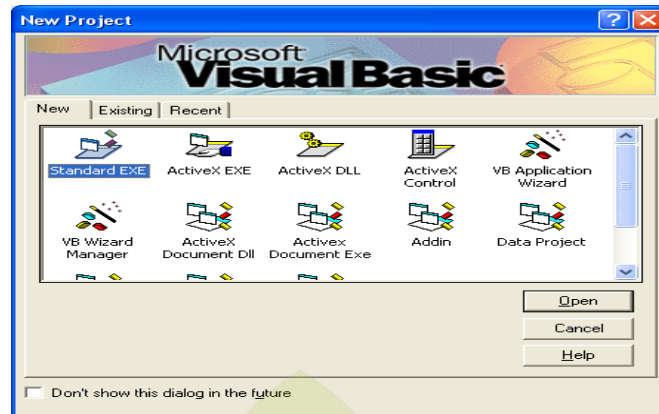 New Project
Microsoft
Visual Basic
New Existing Recent
Standard EXE ActiveX EXE ActiveX DLL ActiveX Control VB Application Wizard
VB Wizard Manager ActiveX Document Dll Activex Document Exe Addin Data Project
Open
Cancel
Help
Don't show this dialog in the future